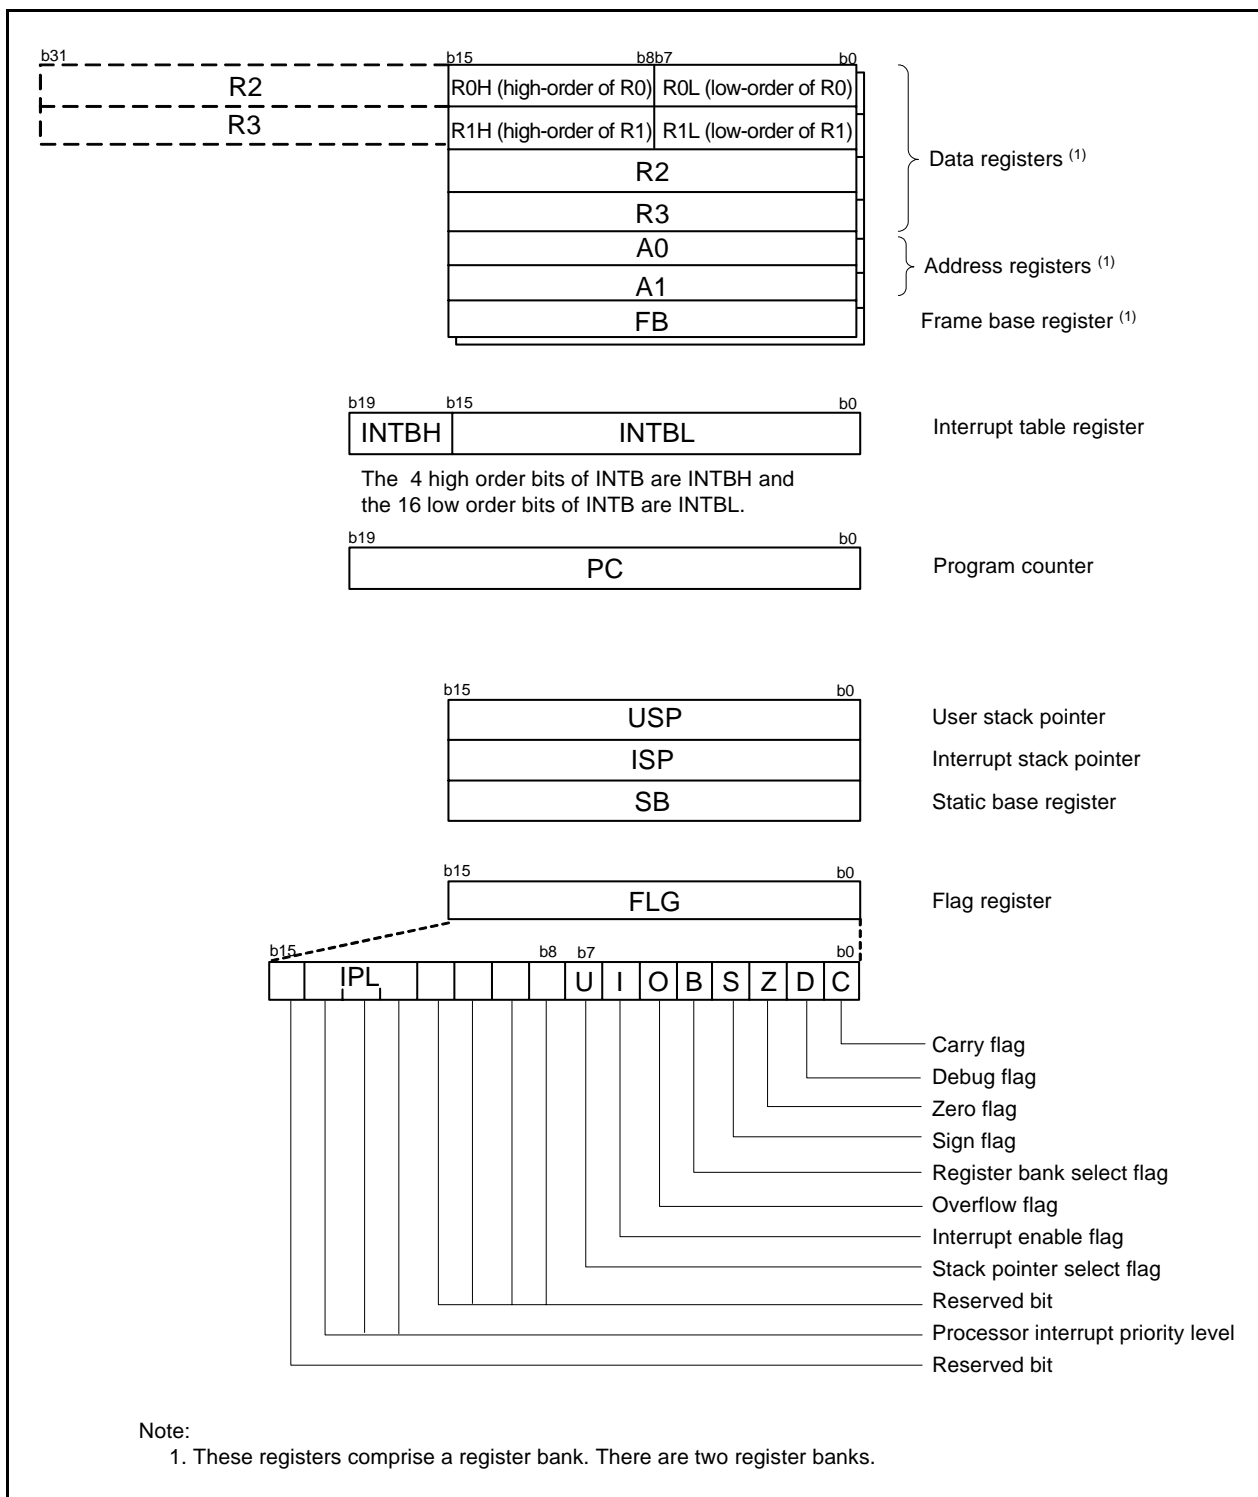 b31 b15 b8b7 b0
R2 R0H (high-order of R0) R0L (low-order of R0)
R3 R1H (high-order of R1) R1L (low-order of R1)
Data registers (1)
R2
R3
A0
Address registers (1)
A1
FB Frame base register (1)
b19 b15 b0
INTBH INTBL Interrupt table register
The 4 high order bits of INTB are INTBH and
the 16 low order bits of INTB are INTBL.
b19 b0
PC Program counter
b15 b0
USP User stack pointer
ISP Interrupt stack pointer
SB Static base register
b15 b0
FLG Flag register
b15 b8 b7 b0
IPL U I O B S Z D C
Carry flag
Debug flag
Zero flag
Sign flag
Register bank select flag
Overflow flag
Interrupt enable flag
Stack pointer select flag
Reserved bit
Processor interrupt priority level
Reserved bit
Note:
1. These registers comprise a register bank. There are two register banks.